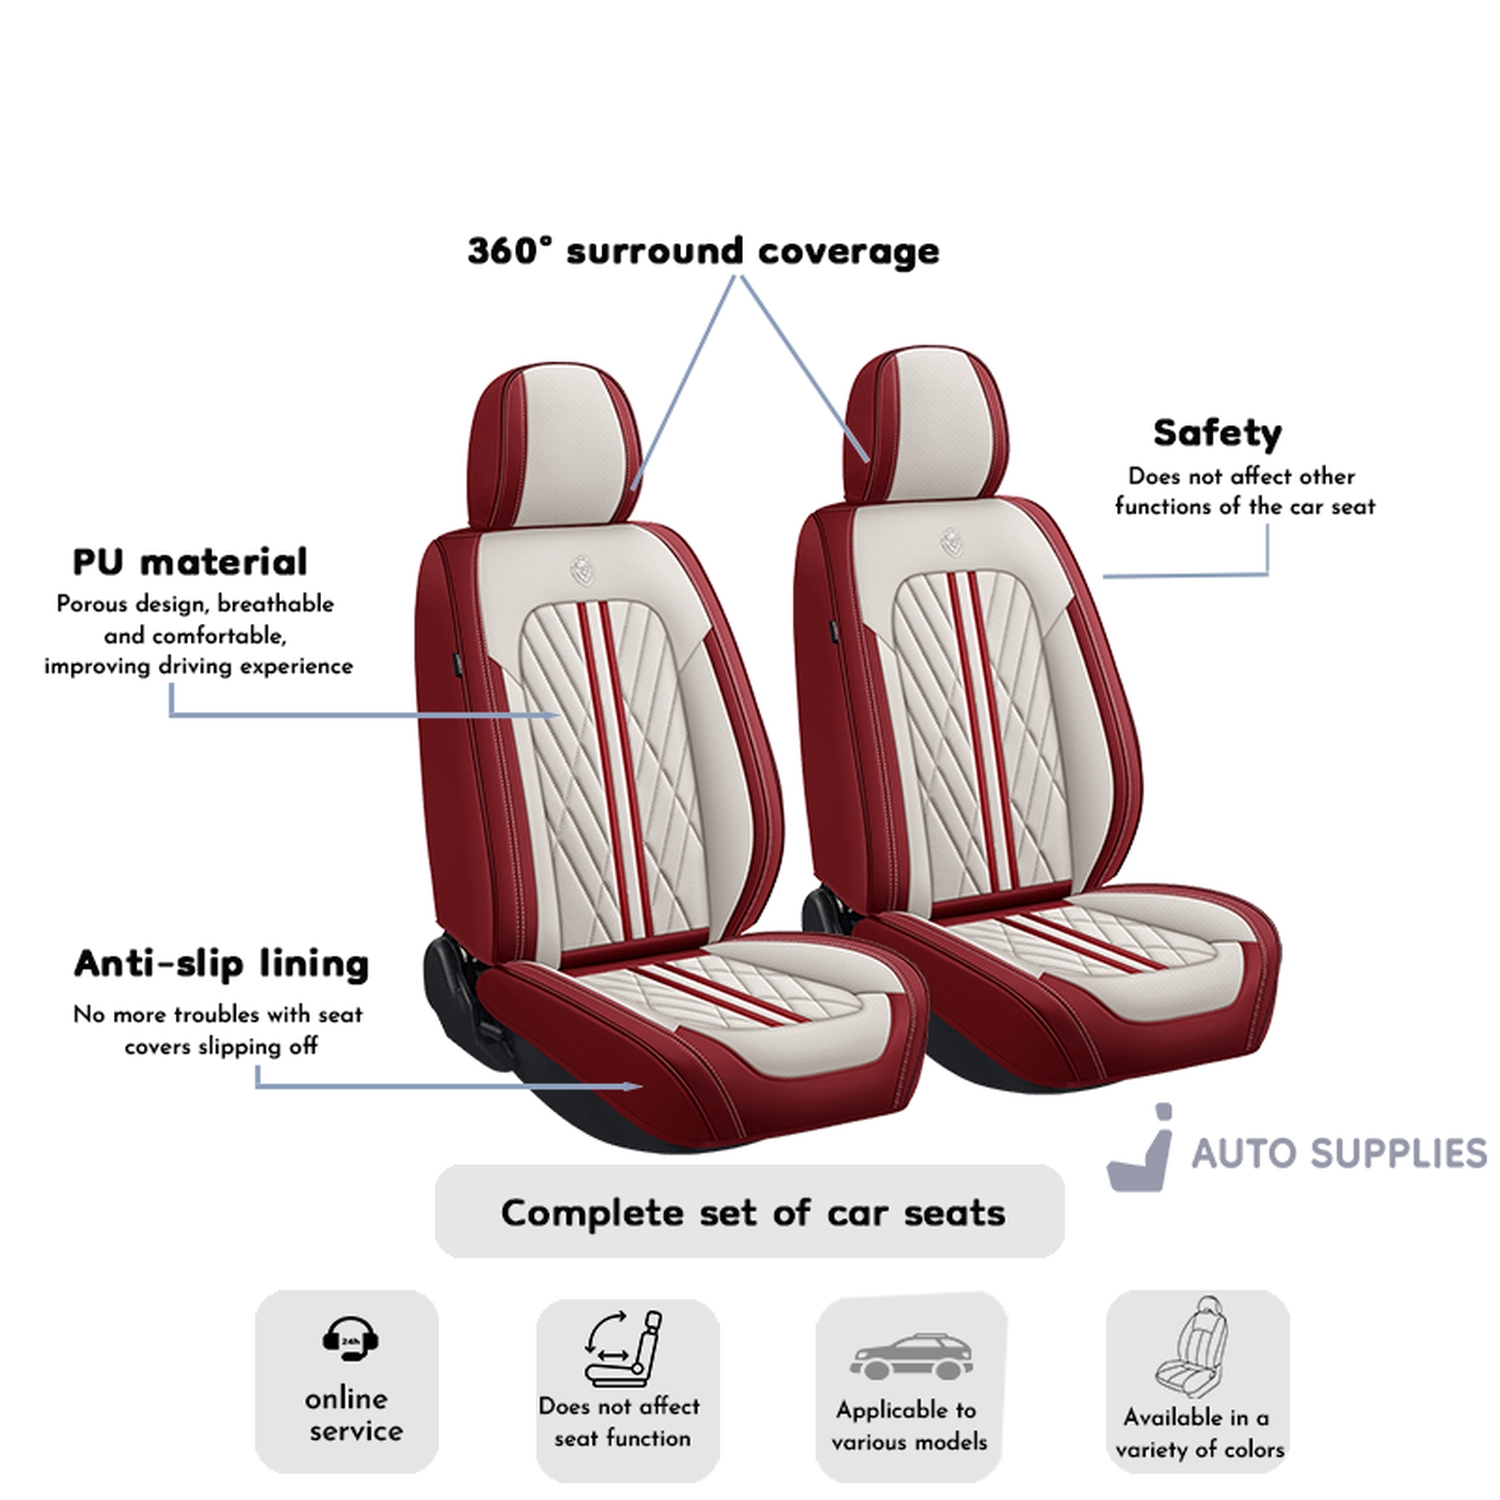 360° surround coverage
Safety
Does not affect other
functions of the car seat
PU material
Porous design, breathable
and comfortable,
improving driving experience
Anti-slip lining
No more troubles with seat
covers slipping off
AUTO SUPPLIES
Complete set of car seats
24h
online
service
Does not affect
seat function
Applicable to
various models
Available in a
variety of colors